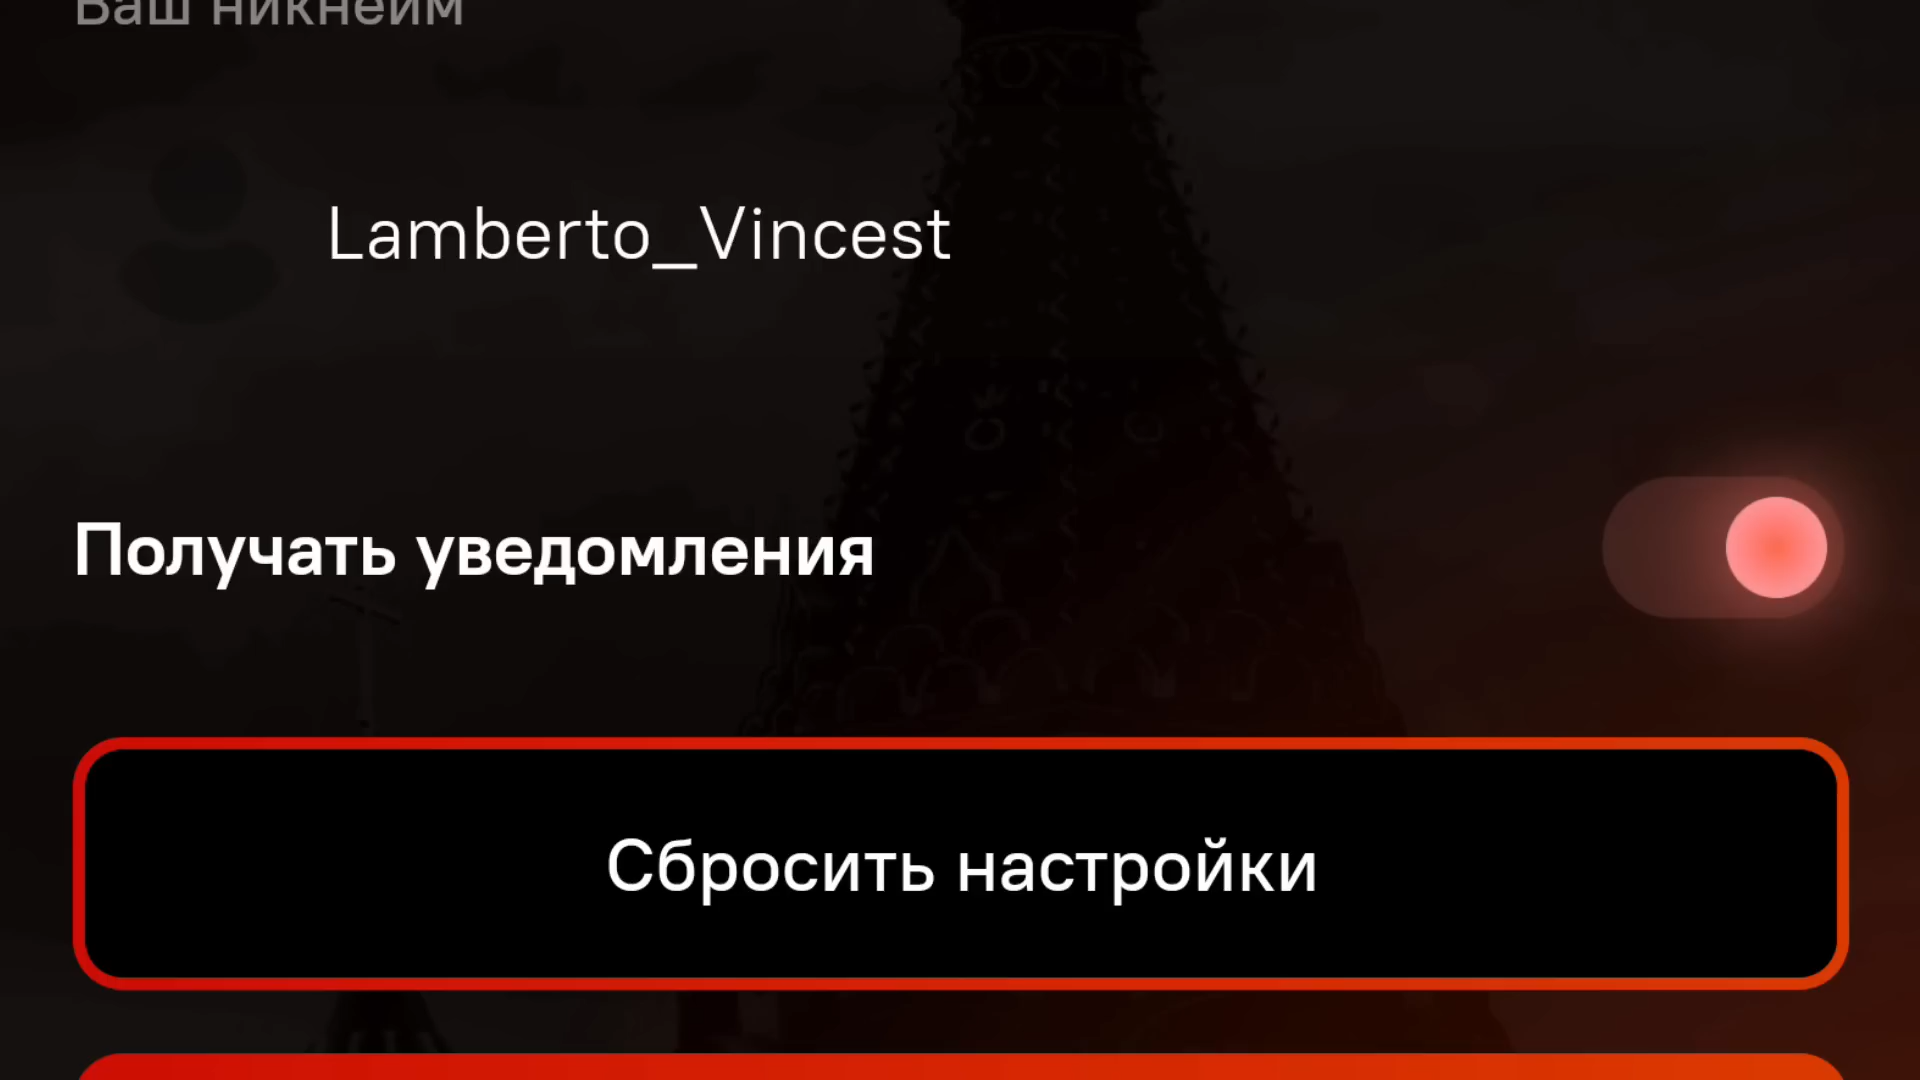 Ваш никнейм
Lamberto_Vincest
Получать уведомления
Сбросить настройки